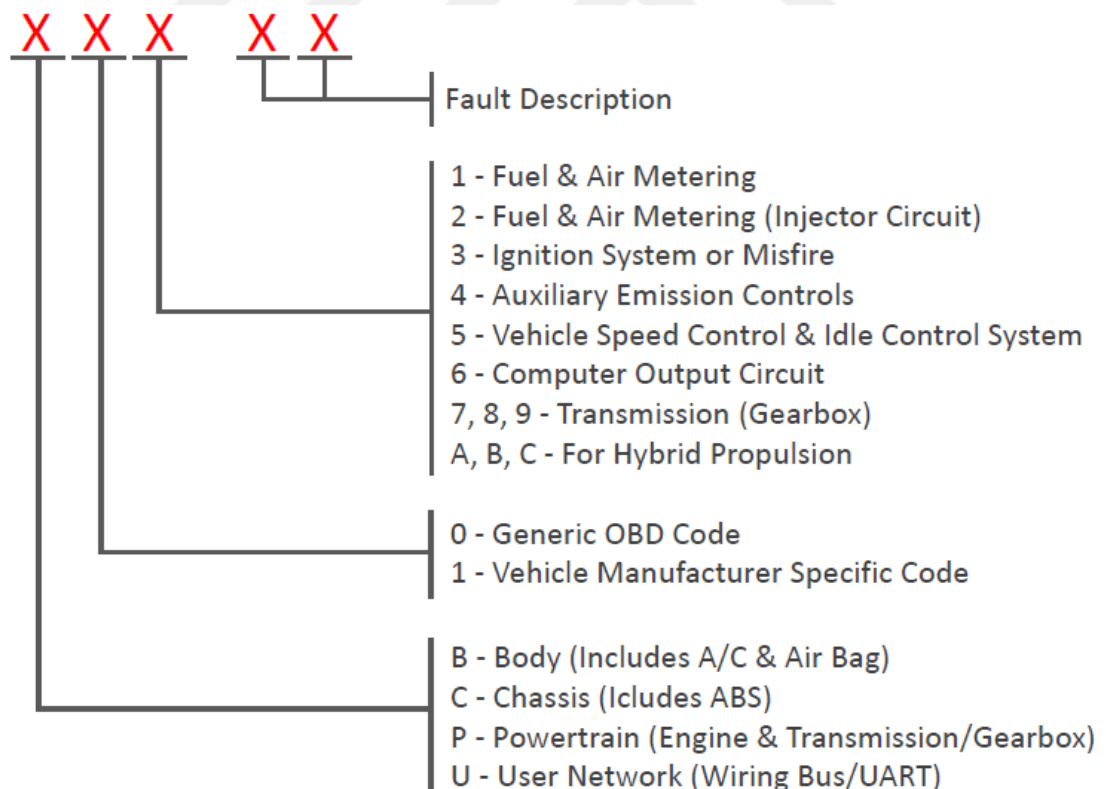 X X X X X
Fault Description
1 - Fuel & Air Metering
2 - Fuel & Air Metering (Injector Circuit)
3 - Ignition System or Misfire
4 - Auxiliary Emission Controls
5 - Vehicle Speed Control & Idle Control System
6 - Computer Output Circuit
7, 8, 9 - Transmission (Gearbox)
A, B, C - For Hybrid Propulsion
0 - Generic OBD Code
1 - Vehicle Manufacturer Specific Code
B - Body (Includes A/C & Air Bag)
C - Chassis (Icludes ABS)
P - Powertrain (Engine & Transmission/Gearbox)
U - User Network (Wiring Bus/UART)